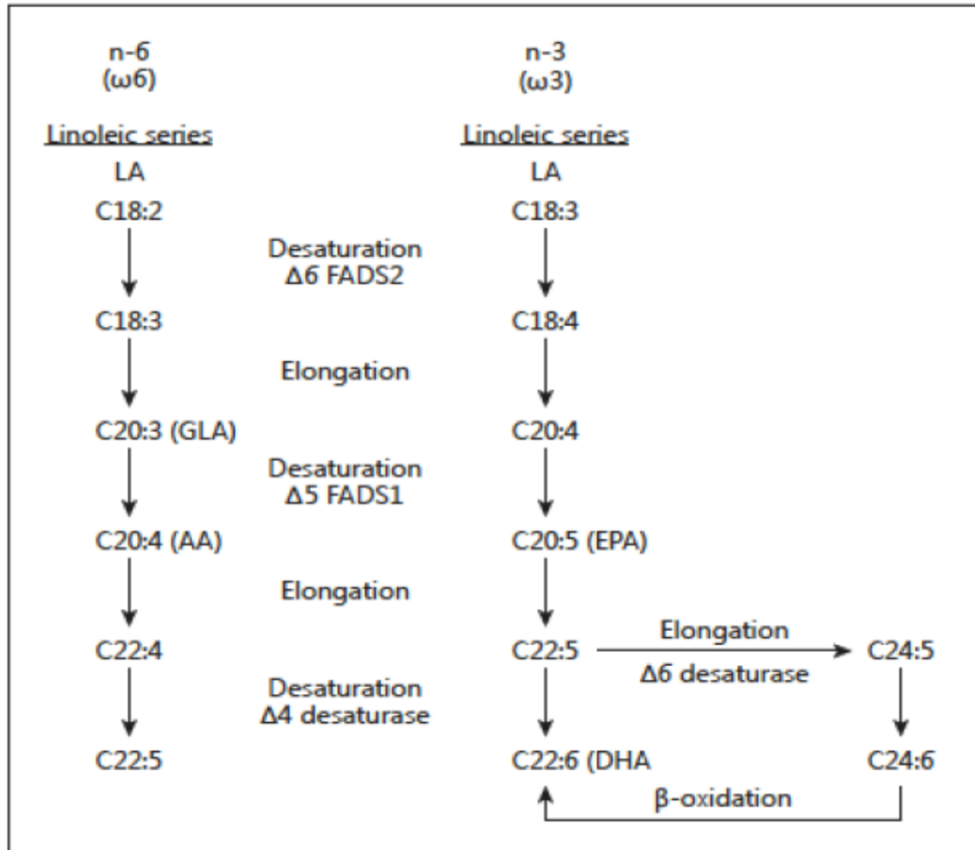 n-6
(ω6)
n-3
(ω3)
Linoleic series
Linoleic series
LA
LA
C18:2
C18:3
Desaturation
Δ6 FADS2
C18:3
C18:4
Elongation
C20:3 (GLA)
C20:4
Desaturation
Δ5 FADS1
C20:4 (AA)
C20:5 (EPA)
Elongation
C22:4
C22:5
Elongation
Δ6 desaturase
C24:5
Desaturation
Δ4 desaturase
C22:5
C22:6 (DHA
C24:6
β-oxidation